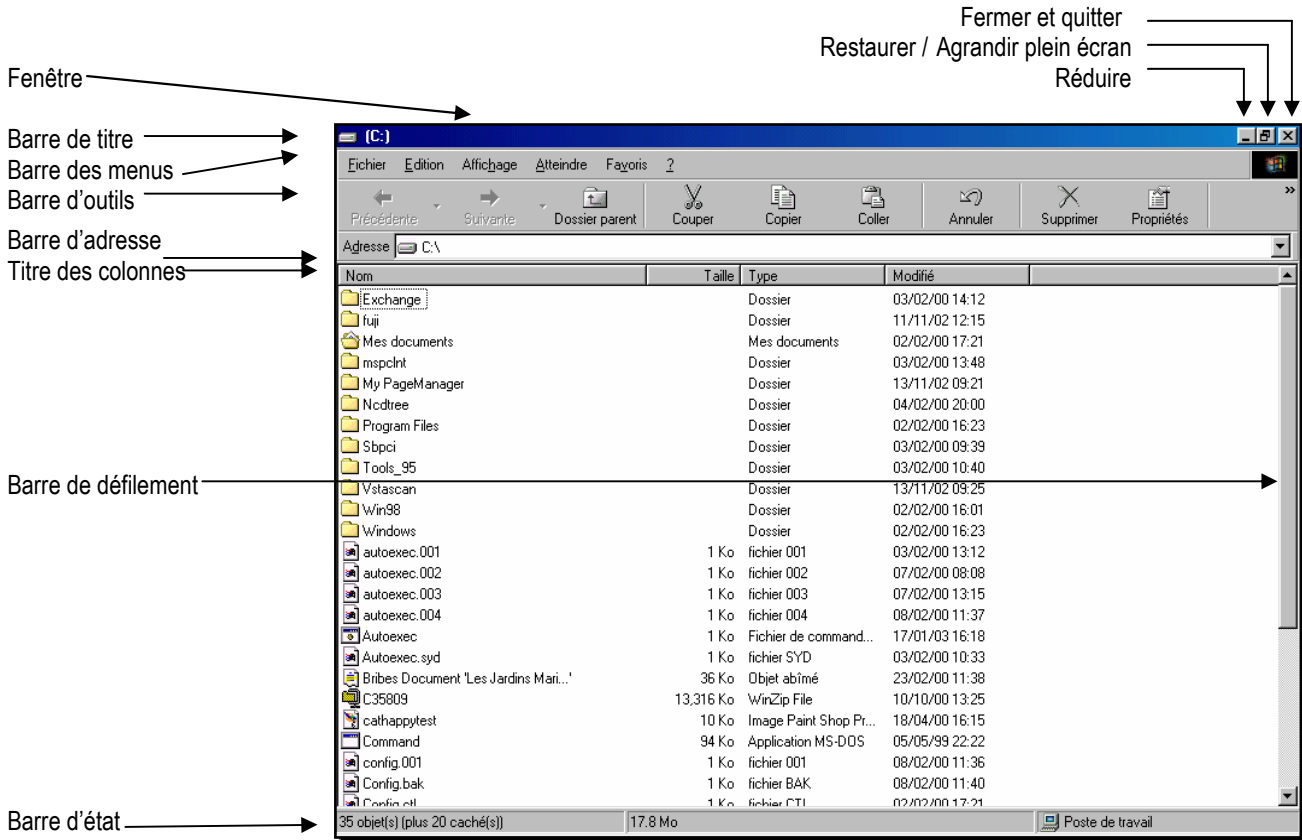 Fermer et quitter
Restaurer / Agrandir plein écran
Réduire
Fenêtre
Barre de titre
Barre des menus
Barre d’outils
Barre d’adresse
Titre des colonnes
Barre de défilement
Barre d’état
(C:)
Fichier Edition Affichage Atteindre Favoris ?
Précédente Suivante Dossier parent Couper Copier Coller Annuler Supprimer Propriétés »
Adresse C:\
Nom Taille Type Modifié
Exchange Dossier 03/02/00 14:12
fuji Dossier 11/11/02 12:15
Mes documents Mes documents 02/02/00 17:21
mspclnt Dossier 03/02/00 13:48
My PageManager Dossier 13/11/02 09:21
Ncdtree Dossier 04/02/00 20:00
Program Files Dossier 02/02/00 16:23
Sbpci Dossier 03/02/00 09:39
Tools_95 Dossier 03/02/00 10:40
Vstascan Dossier 13/11/02 09:25
Win98 Dossier 02/02/00 16:01
Windows Dossier 02/02/00 16:23
autoexec.001 1 Ko fichier 001 03/02/00 13:12
autoexec.002 1 Ko fichier 002 07/02/00 08:08
autoexec.003 1 Ko fichier 003 07/02/00 13:15
autoexec.004 1 Ko fichier 004 08/02/00 11:37
Autoexec 1 Ko Fichier de command... 17/01/03 16:18
Autoexec.syd 1 Ko fichier SYD 03/02/00 10:33
Bribes Document 'Les Jardins Mari...' 36 Ko Objet abîmé 23/02/00 11:38
C35809 13,316 Ko WinZip File 10/10/00 13:25
cathappytest 10 Ko Image Paint Shop Pr... 18/04/00 16:15
Command 94 Ko Application MS-DOS 05/05/99 22:22
config.001 1 Ko fichier 001 08/02/00 11:36
Config.bak 1 Ko fichier BAK 08/02/00 11:40
Config.ctl 1 Ko fichier CTL 02/02/00 17:21
35 objet(s) (plus 20 caché(s)) 17.8 Mo Poste de travail